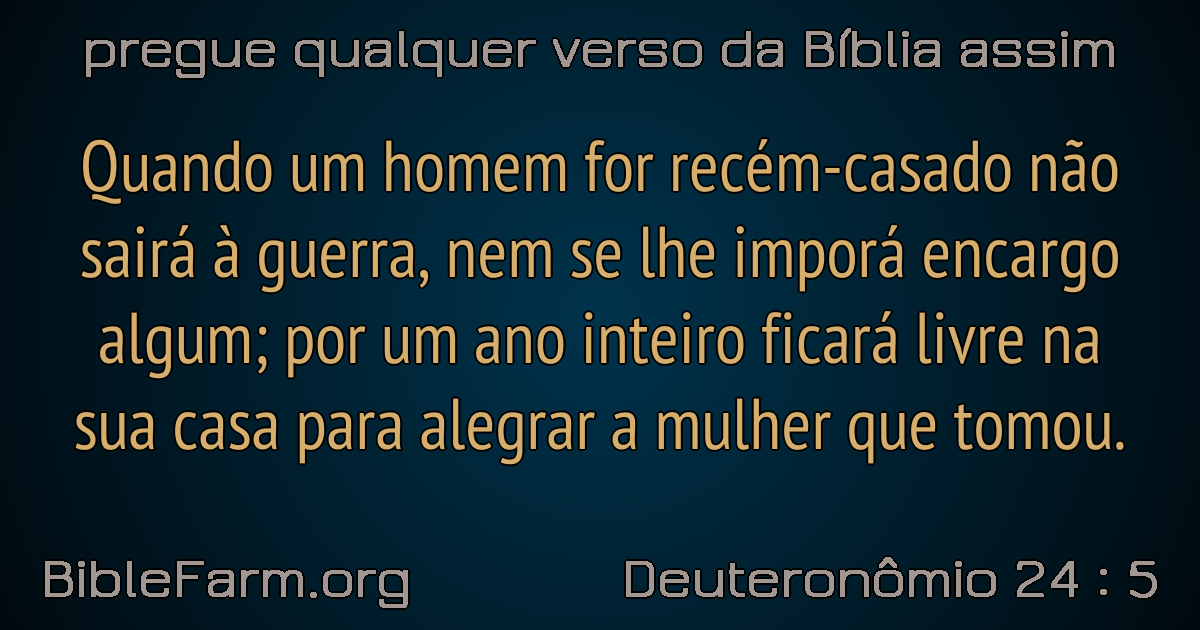 pregue qualquer verso da Bíblia assim
Quando um homem for recém-casado não
sairá à guerra, nem se lhe imporá encargo
algum; por um ano inteiro ficará livre na
sua casa para alegrar a mulher que tomou.
BibleFarm.org
Deuteronômio 24 : 5